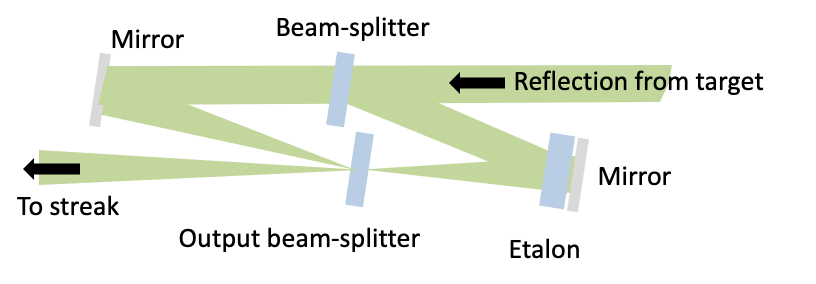 Mirror
Beam-splitter
Reflection from target
Mirror
To streak
Output beam-splitter
Etalon